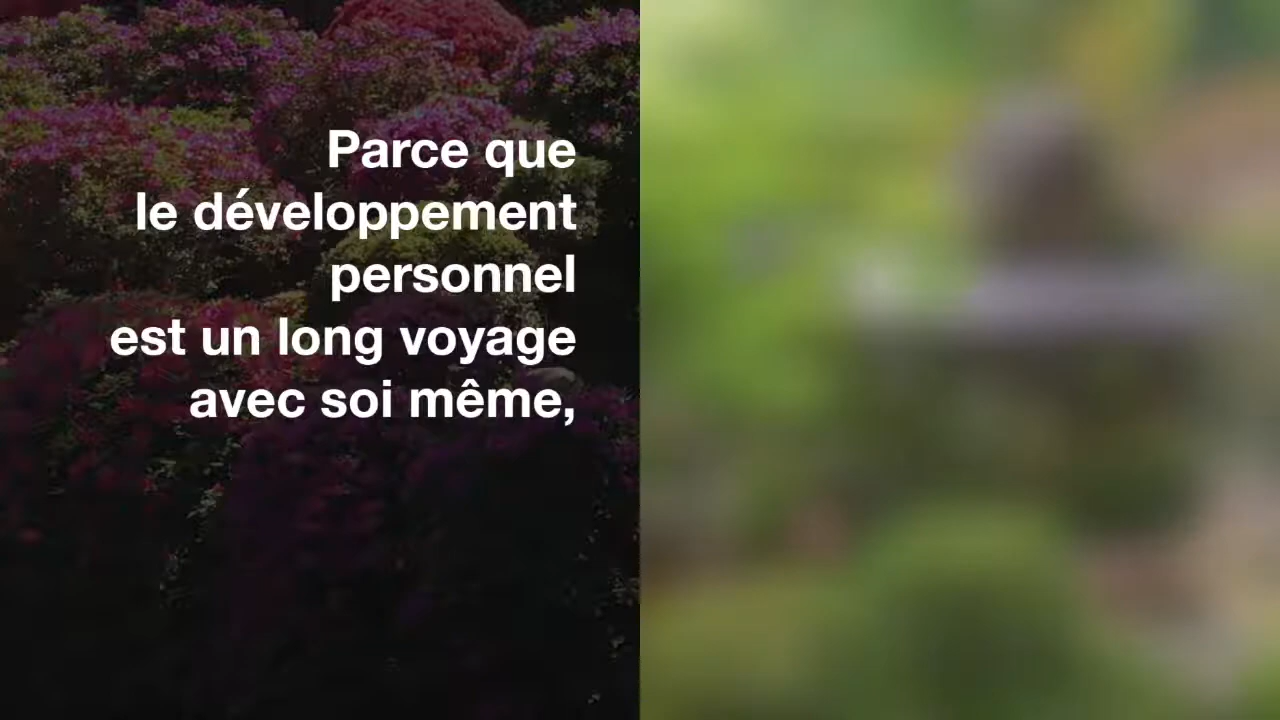 Parce que
le développement
personnel
est un long voyage
avec soi même,